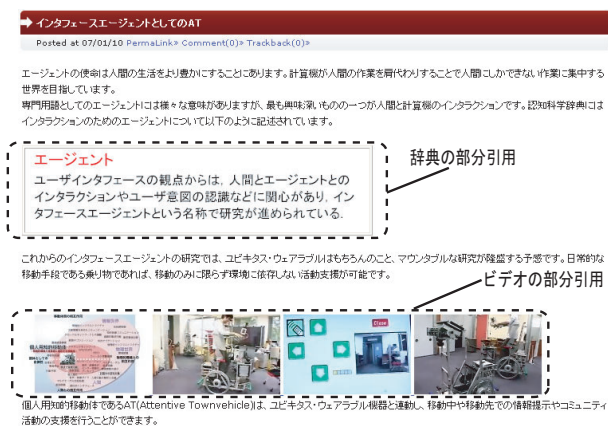 インタフェースエージェントとしてのAT
Posted at 07/01/10 PermaLink» Comment(0)» Trackback(0)»
エージェントの使命は人間の生活をより豊かにすることにあります。計算機が人間の作業を肩代わりすることで人間にしかできない作業に集中する
世界を目指しています。
専門用語としてのエージェントには様々な意味がありますが、最も興味深いものの一つが人間と計算機のインタラクションです。認知科学辞典には
インタラクションのためのエージェントについて以下のように記述されています。
エージェント
ユーザインタフェースの観点からは，人間とエージェントとの
インタラクションやユーザ意図の認識などに関心があり，イン
タフェースエージェントという名称で研究が進められている．
辞典の部分引用
これからのインタフェースエージェントの研究では、ユビキタス・ウェアラブルはもちろんのこと、マウンタブルな研究が隆盛する予感です。日常的な
移動手段である乗り物であれば、移動のみに限らず環境に依存しない活動支援が可能です。
ビデオの部分引用
個人用知的移動体
Close
個人用知的移動体であるAT(Attentive Townvehicle)は、ユビキタス・ウェアラブル機器と連動し、移動中や移動先での情報提示やコミュニティ
活動の支援を行うことができます。